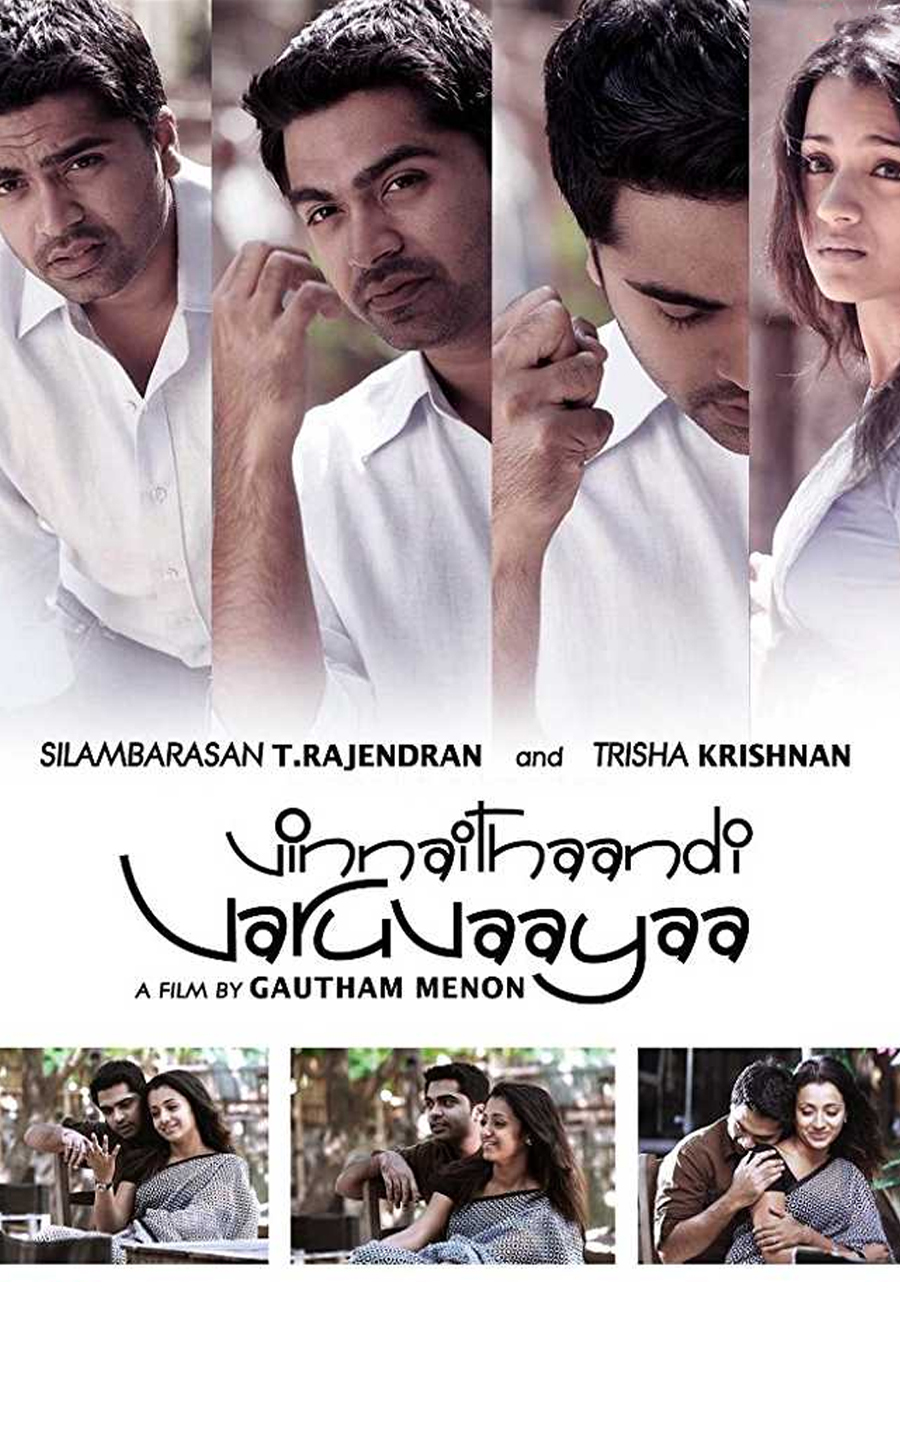 SILAMBARASAN T.RAJENDRAN and TRISHA KRISHNAN
Vinnaithaandi
Varuvaayaa
A FILM BY GAUTHAM MENON